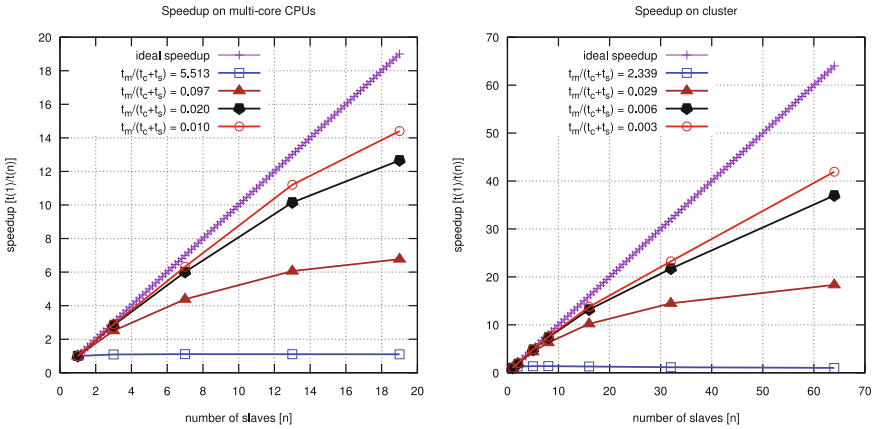 Speedup on multi-core CPUs
20
18
16
14
12
10
8
6
4
2
0
speedup [t(1)/t(n)]
ideal speedup
tm/(tc+ts) = 5.513
tm/(tc+ts) = 0.097
tm/(tc+ts) = 0.020
tm/(tc+ts) = 0.010
0 2 4 6 8 10 12 14 16 18 20
number of slaves [n]
Speedup on cluster
70
60
50
40
30
20
10
0
speedup [t(1)/t(n)]
ideal speedup
tm/(tc+ts) = 2.339
tm/(tc+ts) = 0.029
tm/(tc+ts) = 0.006
tm/(tc+ts) = 0.003
0 10 20 30 40 50 60 70
number of slaves [n]